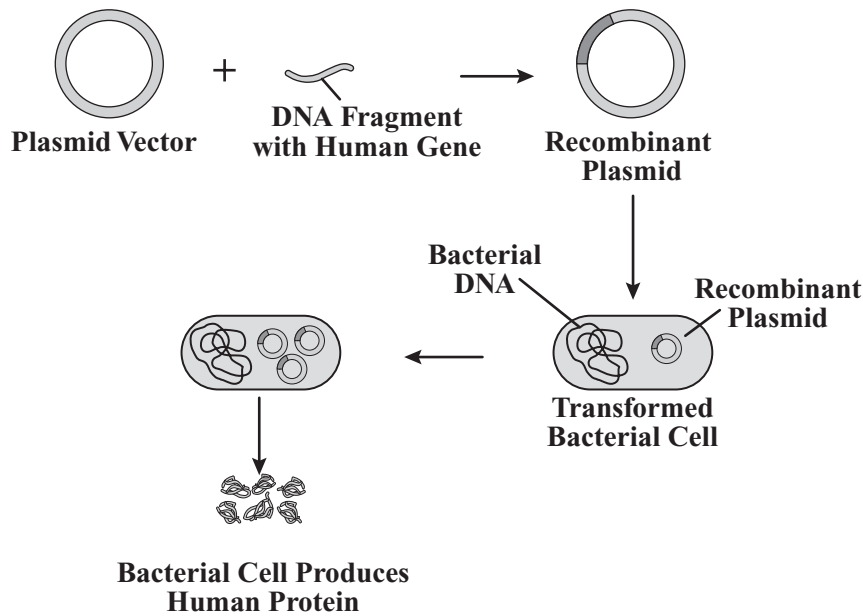 +
Plasmid Vector
DNA Fragment
with Human Gene
Recombinant
Plasmid
Bacterial
DNA
Recombinant
Plasmid
Transformed
Bacterial Cell
Bacterial Cell Produces
Human Protein